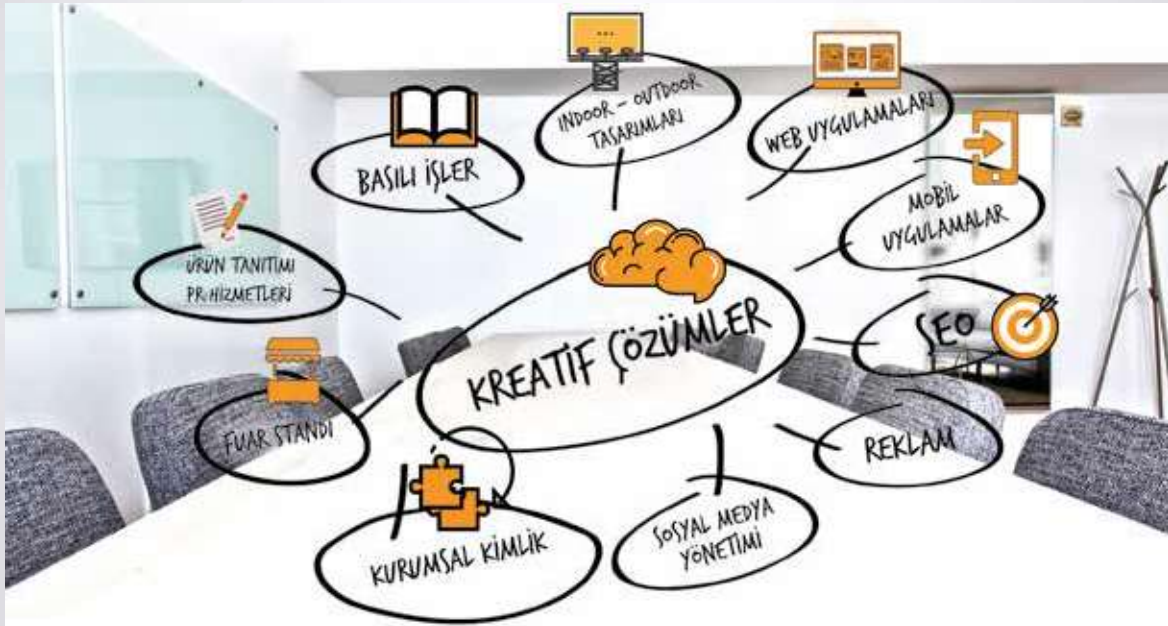 BASILI İŞLER
INDOOR - OUTDOOR
TASARIMLARI
WEB UYGULAMALARI
MOBİL
UYGULAMALAR
ÜRÜN TANITIMI
PR HİZMETLERİ
KREATİF ÇÖZÜMLER
SEO
FUAR STANDI
REKLAM
KURUMSAL KİMLİK
SOSYAL MEDYA
YÖNETİMİ